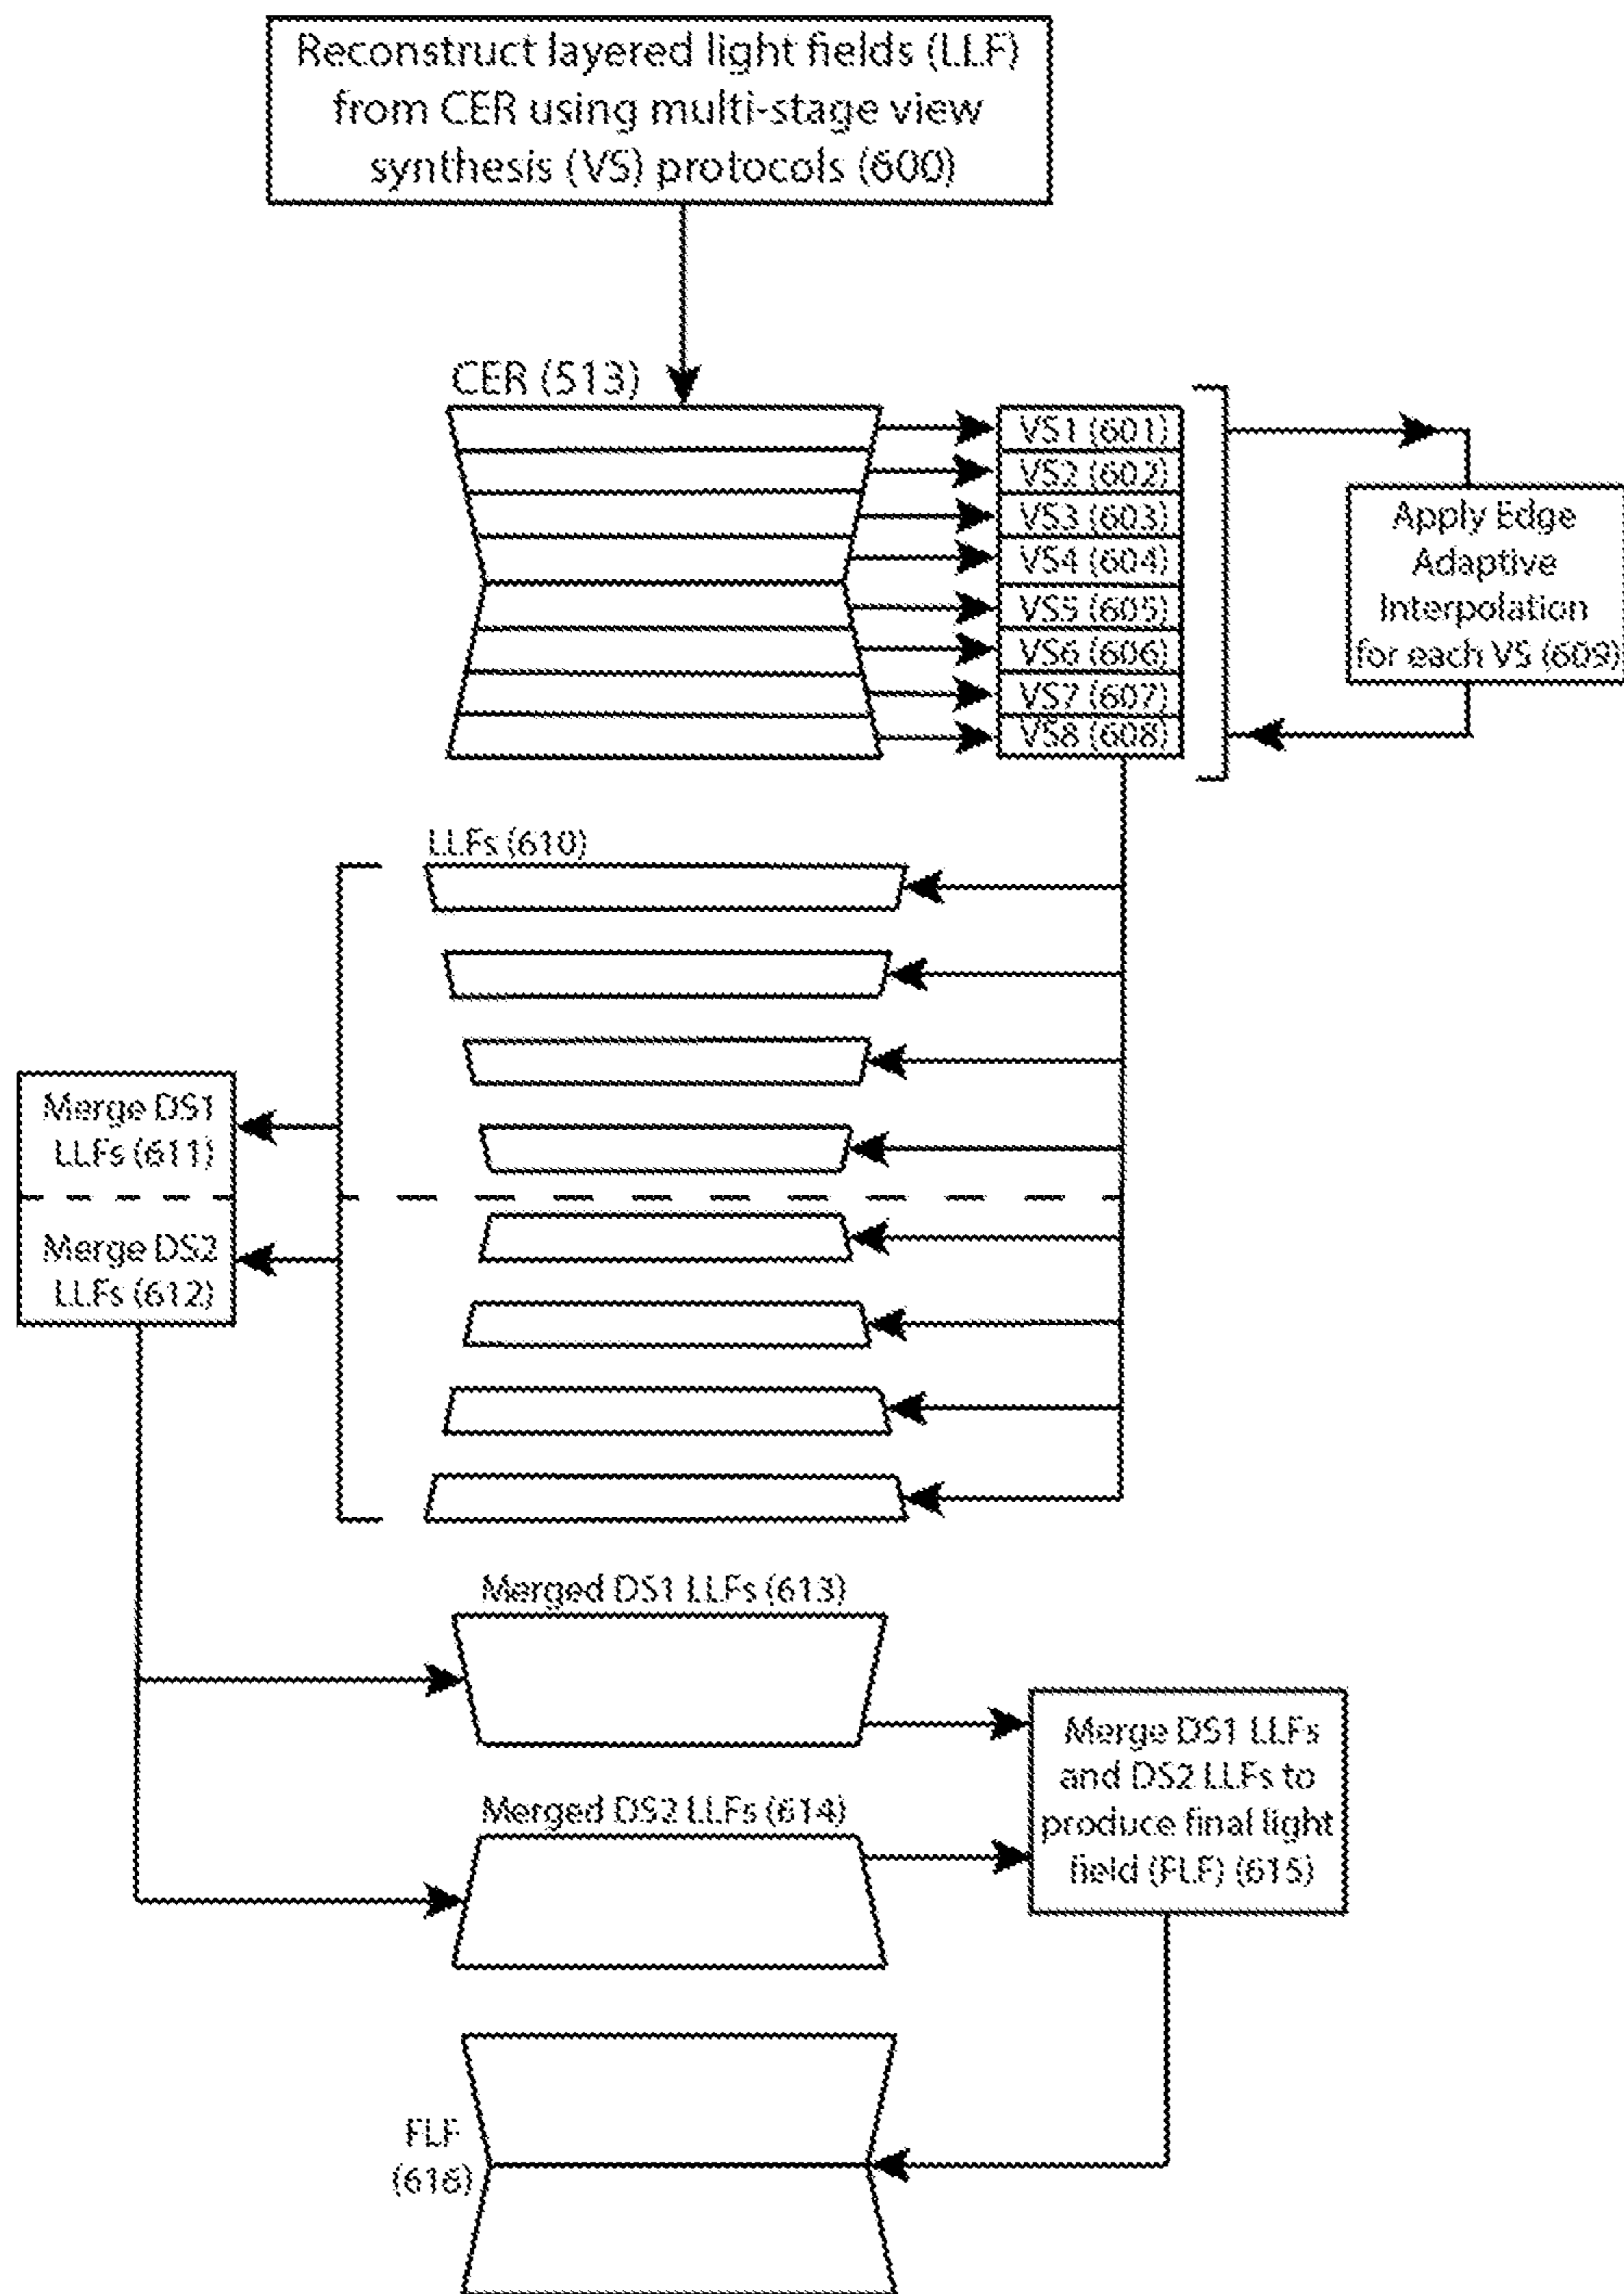 Reconstruct layered light fields (LLF)
from CER using multi-stage view
synthesis (VS) protocols (600)
CER (513)
VS1 (601)
VS2 (602)
VS3 (603)
VS4 (604)
VS5 (605)
VS6 (606)
VS7 (607)
VS8 (608)
Apply Edge
Adaptive
Interpolation
for each VS (609)
LLFs (610)
Merge DS1
LLFs (611)
Merge DS2
LLFs (612)
Merged DS1 LLFs (613)
Merged DS2 LLFs (614)
Merge DS1 LLFs
and DS2 LLFs to
produce final light
field (FLF) (615)
FLF
(616)